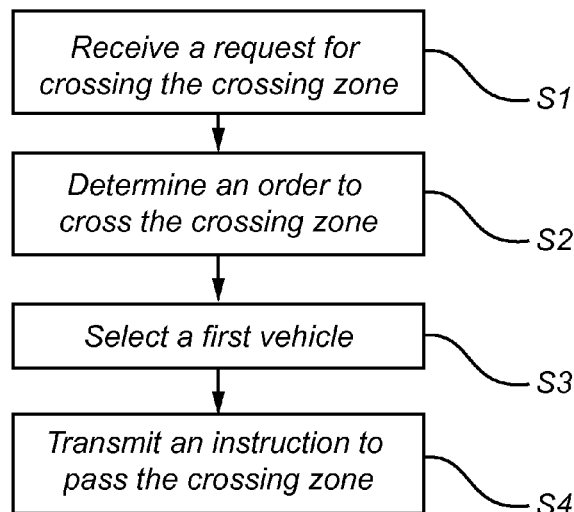 Receive a request for
crossing the crossing zone
S1
Determine an order to
cross the crossing zone
S2
Select a first vehicle
S3
Transmit an instruction to
pass the crossing zone
S4